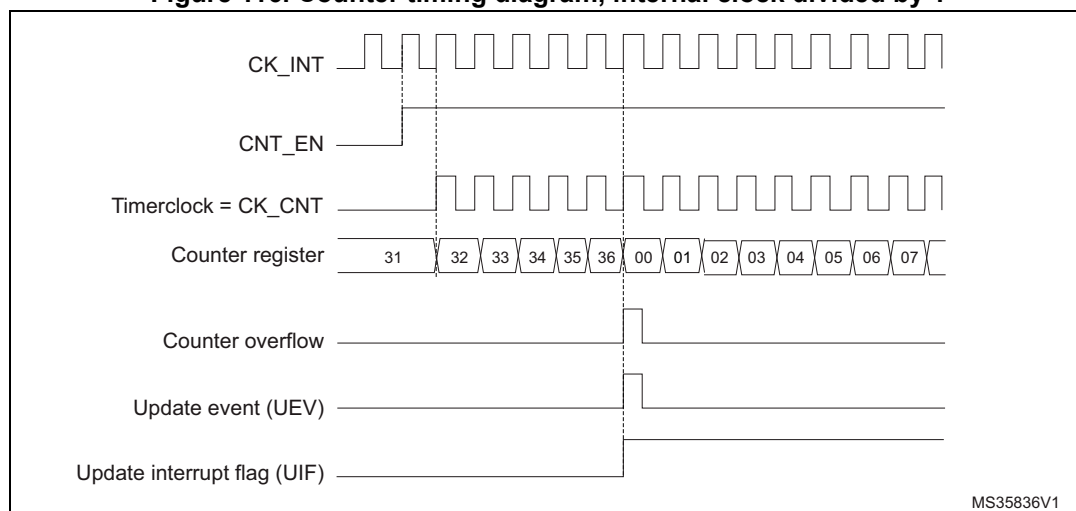 Figure Counter timing diagram, internal clock divided by
CK_INT
CNT_EN
Timerclock = CK_CNT
Counter register 31 32 33 34 35 36 00 01 02 03 04 05 06 07
Counter overflow
Update event (UEV)
Update interrupt flag (UIF)
MS35836V1